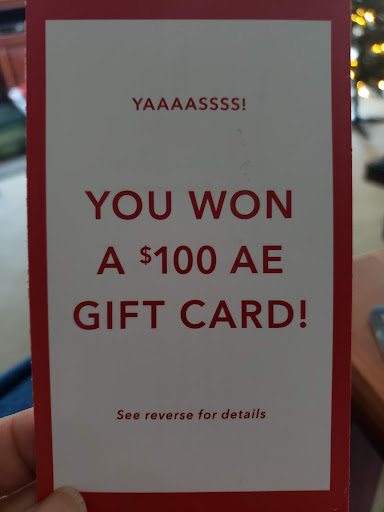 YAAAASSSS!
YOU WON
A $100 AE
GIFT CARD!
See reverse for details